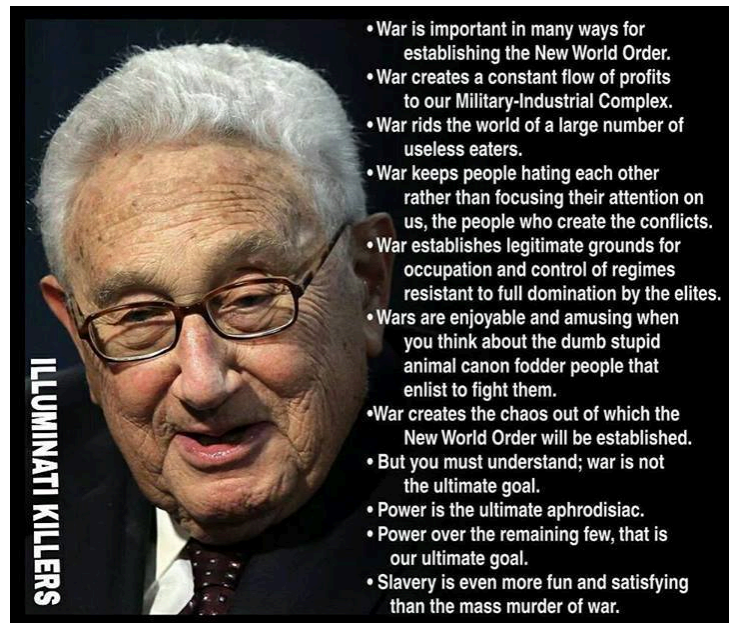 • War is important in many ways for
establishing the New World Order.
• War creates a constant flow of profits
to our Military-Industrial Complex.
• War rids the world of a large number of
useless eaters.
• War keeps people hating each other
rather than focusing their attention on
us, the people who create the conflicts.
• War establishes legitimate grounds for
occupation and control of regimes
resistant to full domination by the elites.
• Wars are enjoyable and amusing when
you think about the dumb stupid
animal canon fodder people that
enlist to fight them.
•War creates the chaos out of which the
New World Order will be established.
• But you must understand; war is not
the ultimate goal.
• Power is the ultimate aphrodisiac.
• Power over the remaining few, that is
our ultimate goal.
• Slavery is even more fun and satisfying
than the mass murder of war.
ILLUMINATI KILLERS